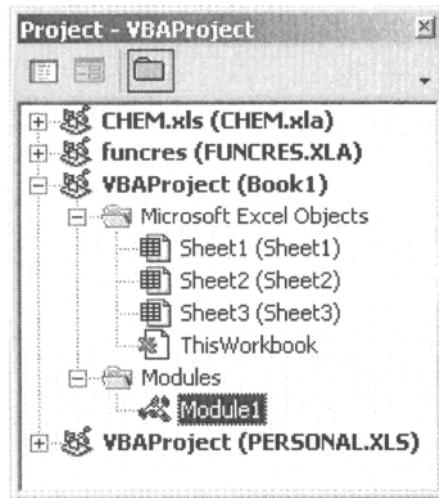 Project - VBAProject
CHEM.xls (CHEM.xla)
funcres (FUNCRES.XLA)
VBAProject (Book1)
Microsoft Excel Objects
Sheet1 (Sheet1)
Sheet2 (Sheet2)
Sheet3 (Sheet3)
ThisWorkbook
Modules
Module1
VBAProject (PERSONAL.XLS)